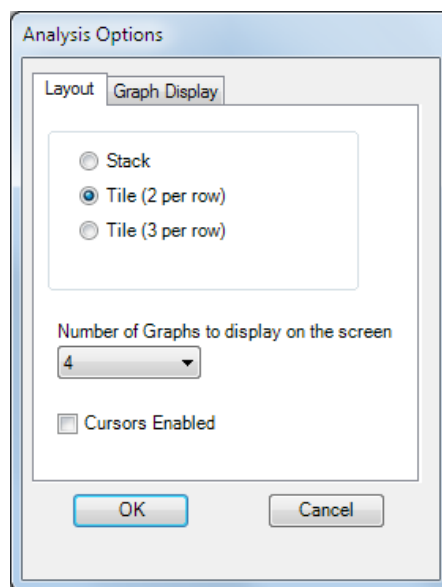 Analysis Options
Layout Graph Display
Stack
Tile (2 per row)
Tile (3 per row)
Number of Graphs to display on the screen
4
Cursors Enabled
OK Cancel